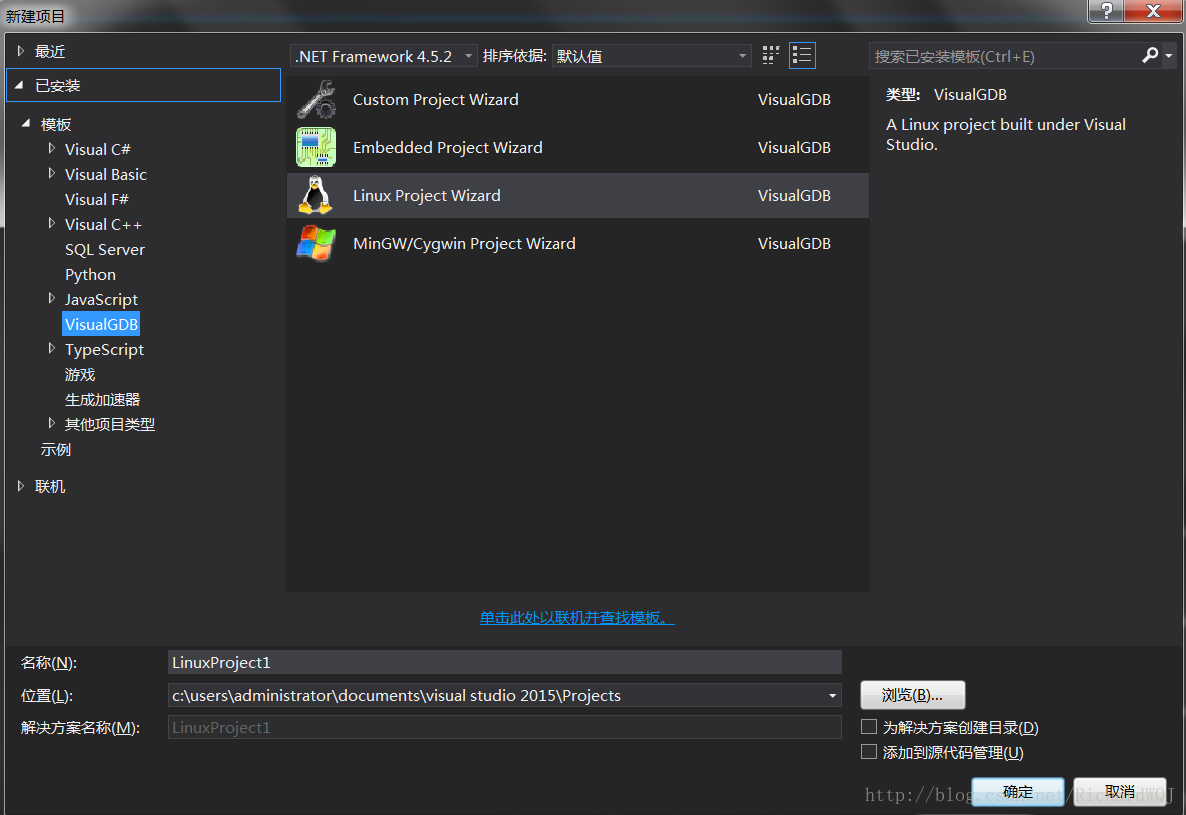 新建项目
最近
已安装
模板
Visual C#
Visual Basic
Visual F#
Visual C++
SQL Server
Python
JavaScript
VisualGDB
TypeScript
游戏
生成加速器
其他项目类型
示例
联机
.NET Framework 4.5.2 排序依据: 默认值
Custom Project Wizard VisualGDB
Embedded Project Wizard VisualGDB
Linux Project Wizard VisualGDB
MinGW/Cygwin Project Wizard VisualGDB
单击此处以联机并查找模板。
搜索已安装模板(Ctrl+E)
类型: VisualGDB
A Linux project built under Visual
Studio.
名称(N): LinuxProject1
位置(L): c:\users\administrator\documents\visual studio 2015\Projects 浏览(B)...
解决方案名称(M): LinuxProject1 为解决方案创建目录(D)
添加到源代码管理(U)
确定 取消
http://blog.csdn.net/RichardWQJ